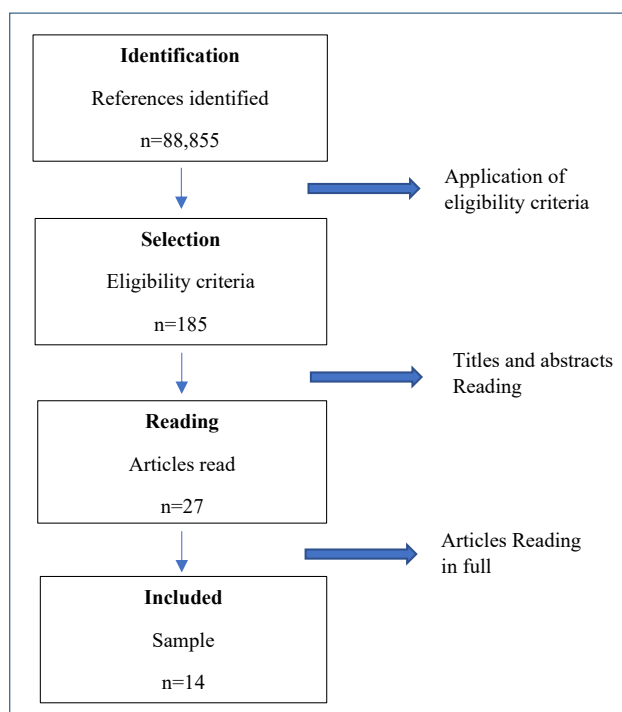 Identification
References identified
n=88,855
Application of
eligibility criteria
Selection
Eligibility criteria
n=185
Titles and abstracts
Reading
Reading
Articles read
n=27
Articles Reading
in full
Included
Sample
n=14